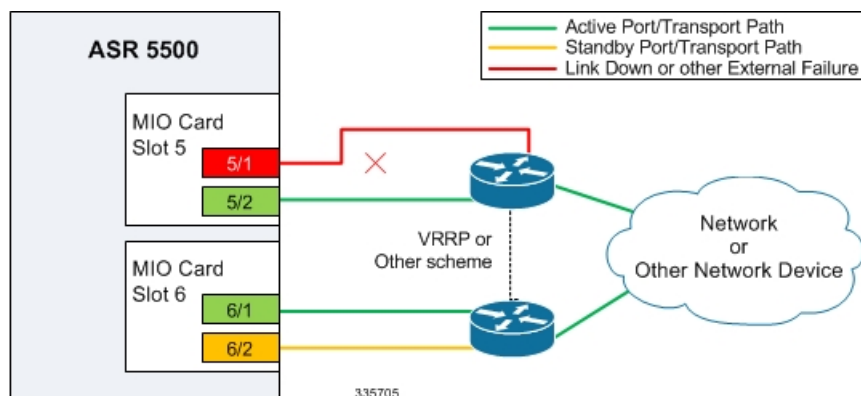 ASR 5500
Active Port/Transport Path
Standby Port/Transport Path
Link Down or other External Failure
MIO Card
Slot 5
5/1
5/2
VRRP or
Other scheme
Network
or
Other Network Device
MIO Card
Slot 6
6/1
6/2
335705